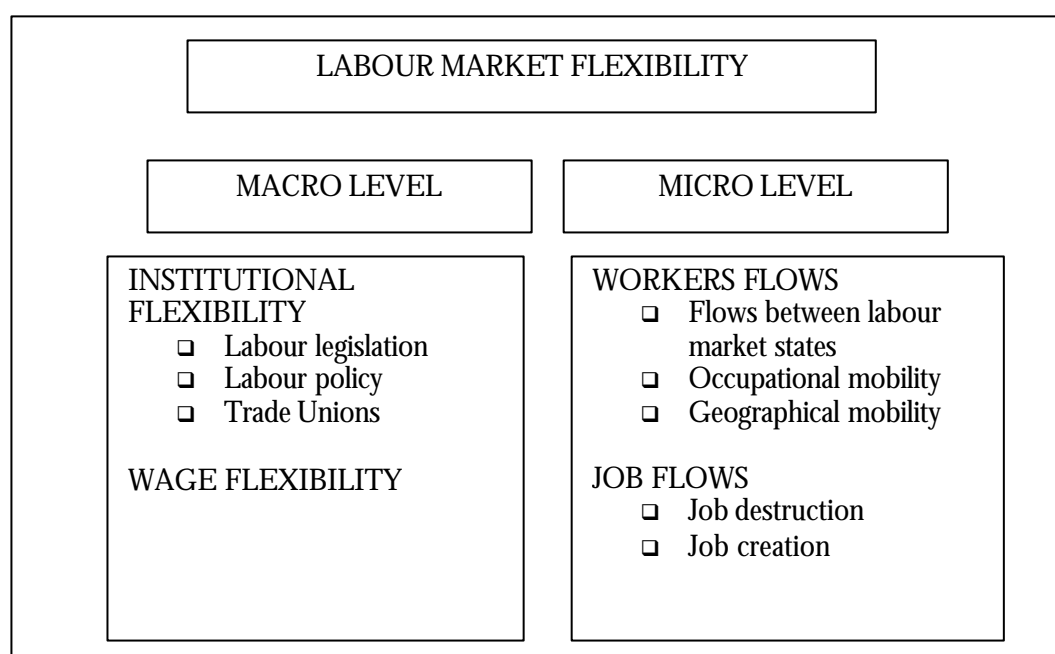 LABOUR MARKET FLEXIBILITY
MACRO LEVEL
MICRO LEVEL
INSTITUTIONAL
FLEXIBILITY
❑ Labour legislation
❑ Labour policy
❑ Trade Unions
WAGE FLEXIBILITY
WORKERS FLOWS
❑ Flows between labour
market states
❑ Occupational mobility
❑ Geographical mobility
JOB FLOWS
❑ Job destruction
❑ Job creation